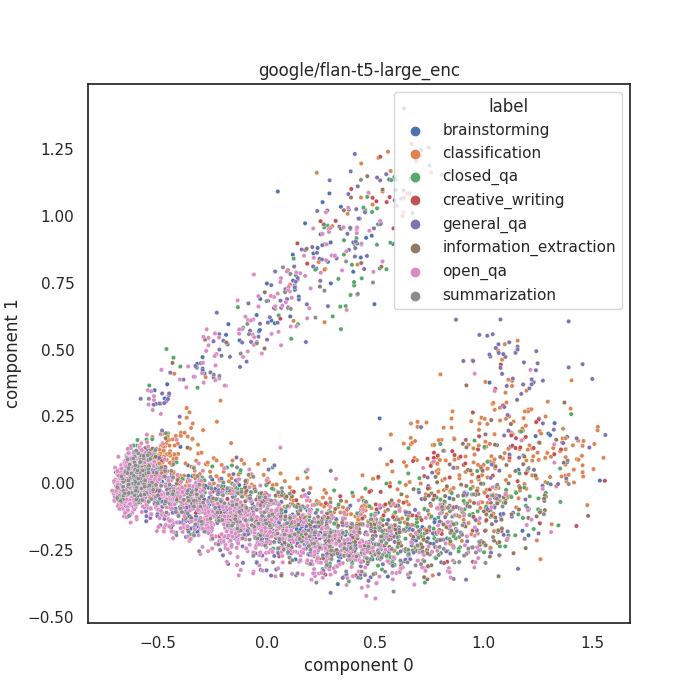 google/flan-t5-large_enc
label
brainstorming
classification
closed_qa
creative_writing
general_qa
information_extraction
open_qa
summarization
1.25
1.00
0.75
0.50
0.25
0.00
−0.25
−0.50
component 1
−0.5
0.0
0.5
1.0
1.5
component 0